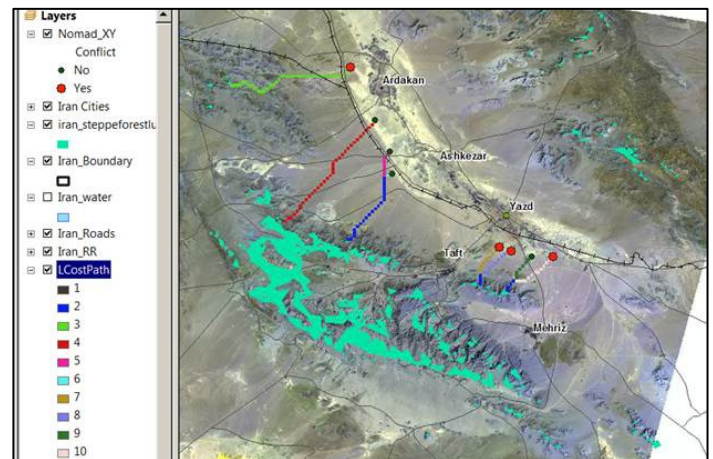 Layers
Nomad_XY
Conflict
No
Yes
Iran Cities
iran_steppeforestlu
Iran_Boundary
Iran_water
Iran_Roads
Iran_RR
LCostPath
1
2
3
4
5
6
7
8
9
10
Ardakan
Ashkezar
Yazd
Taft
Mehriz